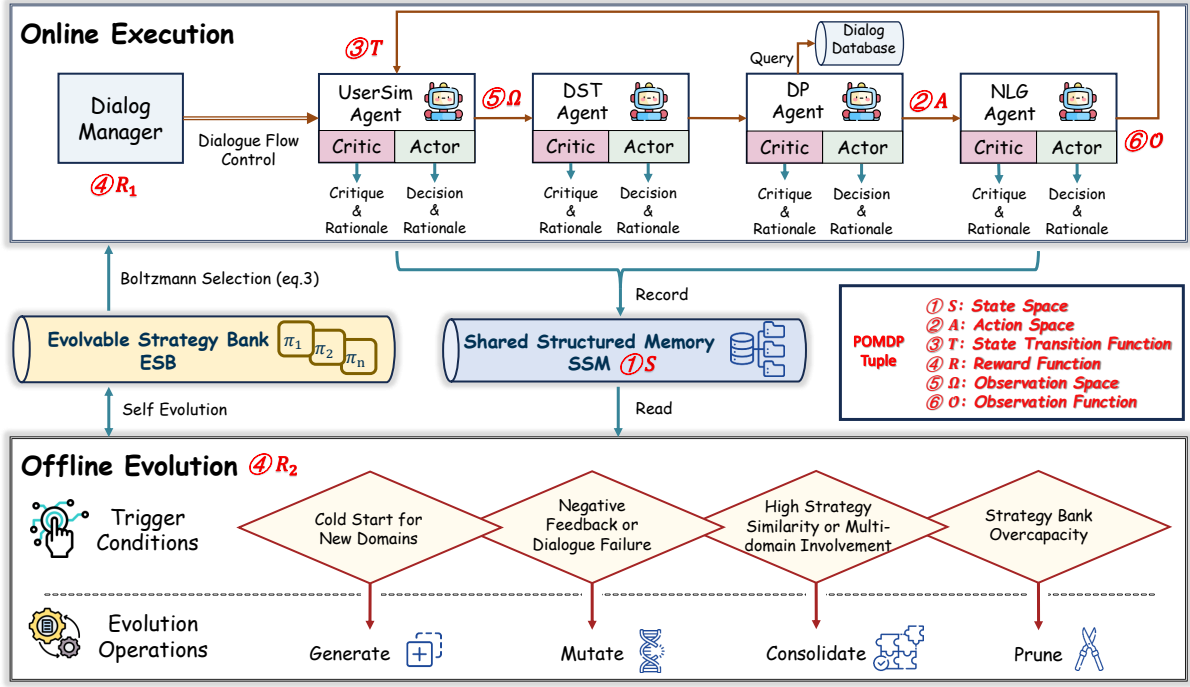 Online Execution
③T
Query
Dialog
Database
Dialog
Manager
④R₁
Dialogue Flow
Control
UserSim
Agent
Critic
Actor
⑤Ω
DST
Agent
Critic
Actor
DP
Agent
Critic
Actor
②A
NLG
Agent
Critic
Actor
⑥O
Critique
&
Rationale
Decision
&
Rationale
Critique
&
Rationale
Decision
&
Rationale
Critique
&
Rationale
Decision
&
Rationale
Critique
&
Rationale
Decision
&
Rationale
Boltzmann Selection (eq.3)
Record
Evolvable Strategy Bank
ESB
π₁
π₂
πₙ
Shared Structured Memory
SSM ①S
POMDP
Tuple
① S: State Space
② A: Action Space
③ T: State Transition Function
④ R: Reward Function
⑤ Ω: Observation Space
⑥ O: Observation Function
Self Evolution
Read
Offline Evolution ④R₂
Trigger
Conditions
Cold Start for
New Domains
Negative
Feedback or
Dialogue Failure
High Strategy
Similarity or Multi-
domain Involvement
Strategy Bank
Overcapacity
Evolution
Operations
Generate
Mutate
Consolidate
Prune